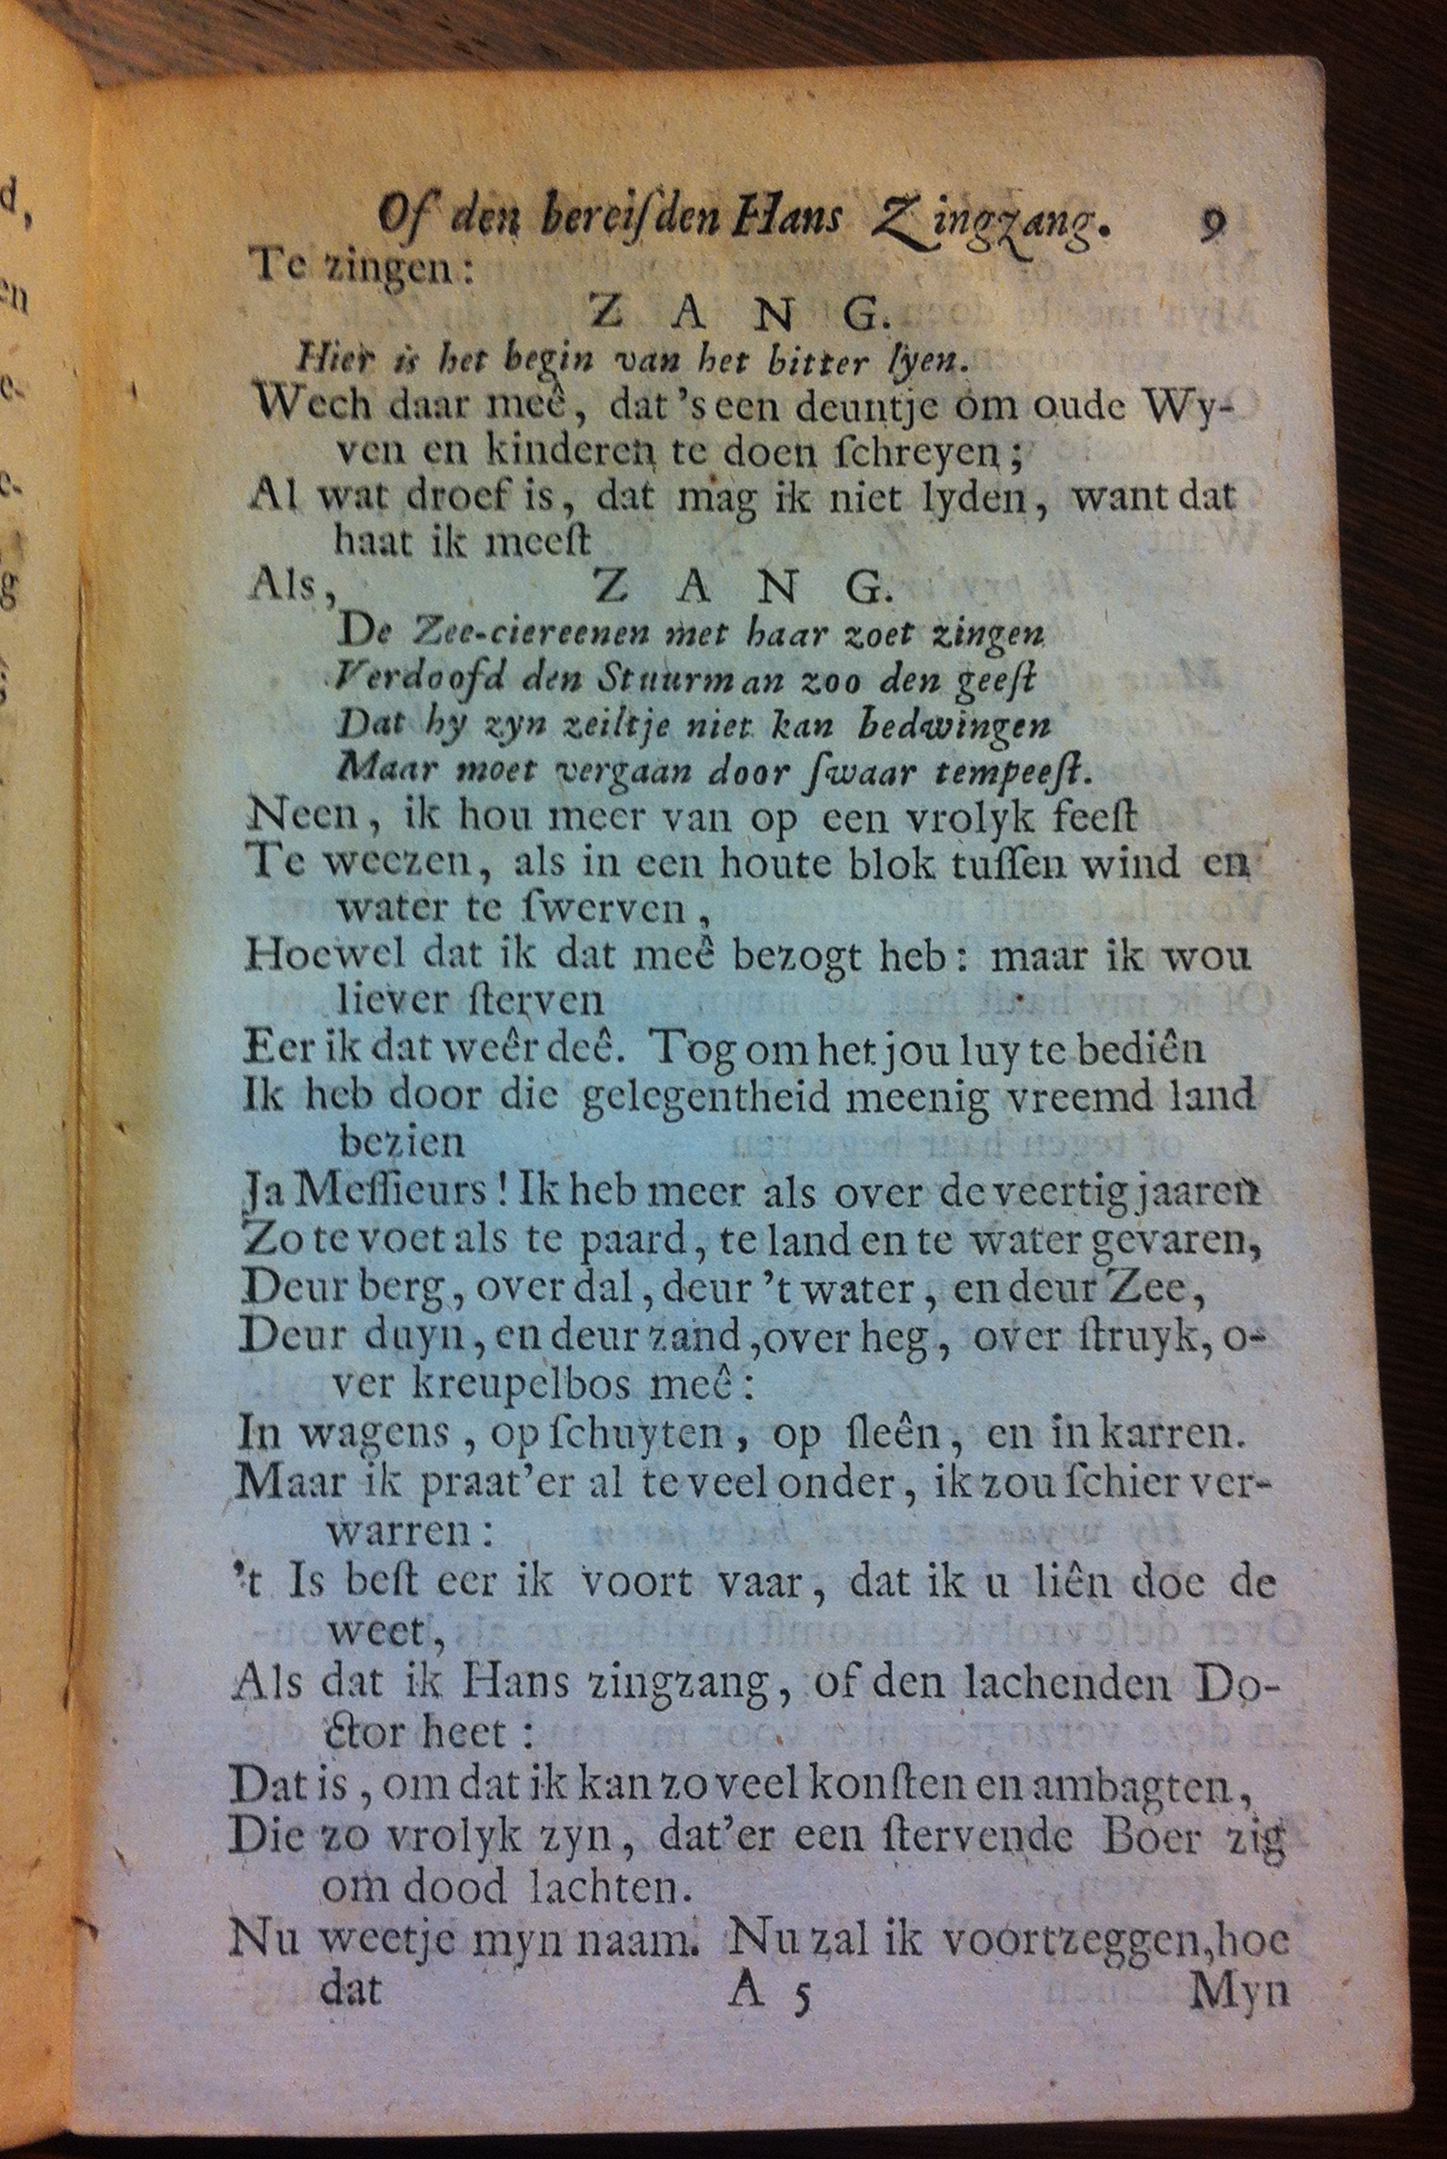 Of den bereiſden Hans Zingzang. 9
Te zingen:
Z A N G.
Hier is het begin van het bitter lyen.
Wech daar meê, dat 's een deuntje om oude Wy-
ven en kinderen te doen ſchreyen;
Al wat droef is, dat mag ik niet lyden, want dat
haat ik meeſt
Als, Z A N G.
De Zee-ciereenen met haar zoet zingen
Verdoofd den Stuurman zoo den geeſt
Dat hy zyn zeiltje niet kan bedwingen
Maar moet vergaan door ſwaar tempeeſt.
Neen, ik hou meer van op een vrolyk feeſt
Te weezen, als in een houte blok tuſſen wind en
water te ſwerven,
Hoewel dat ik dat meê bezogt heb: maar ik wou
liever ſterven
Eer ik dat weêr deê. Tog om het jou luy te bediên
Ik heb door die gelegentheid meenig vreemd land
bezien
Ja Meſſieurs! Ik heb meer als over de veertig jaaren
Zo te voet als te paard, te land en te water gevaren,
Deur berg, over dal, deur 't water, en deur Zee,
Deur duyn, en deur zand, over heg, over ſtruyk, o-
ver kreupelbos meê:
In wagens, op ſchuyten, op ſleên, en in karren.
Maar ik praat'er al te veel onder, ik zou ſchier ver-
warren:
't Is beſt eer ik voort vaar, dat ik u liên doe de
weet,
Als dat ik Hans zingzang, of den lachenden Do-
ctor heet:
Dat is, om dat ik kan zo veel konſten en ambagten,
Die zo vrolyk zyn, dat'er een ſtervende Boer zig
om dood lachten.
Nu weetje myn naam. Nu zal ik voortzeggen, hoe
dat A 5 Myn